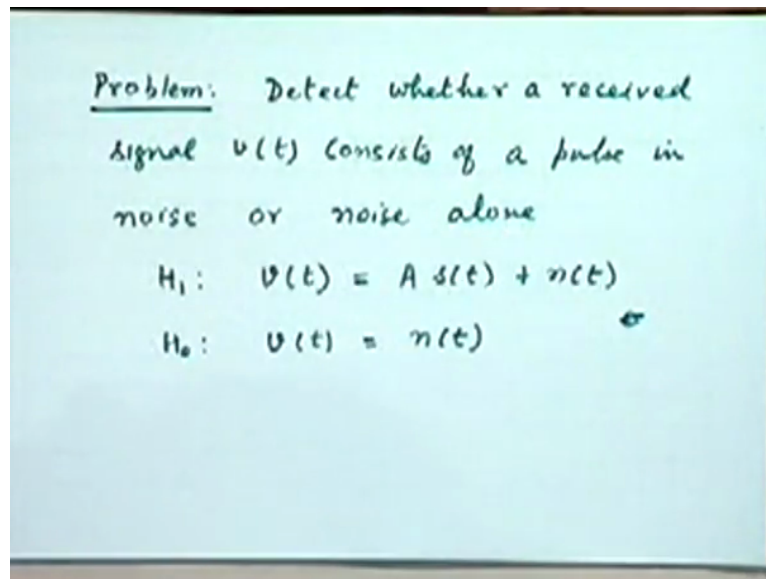 Problem: Detect whether a received
signal v(t) consists of a pulse in
noise or noise alone
H₁: v(t) = A s(t) + n(t)
H₀: v(t) = n(t)